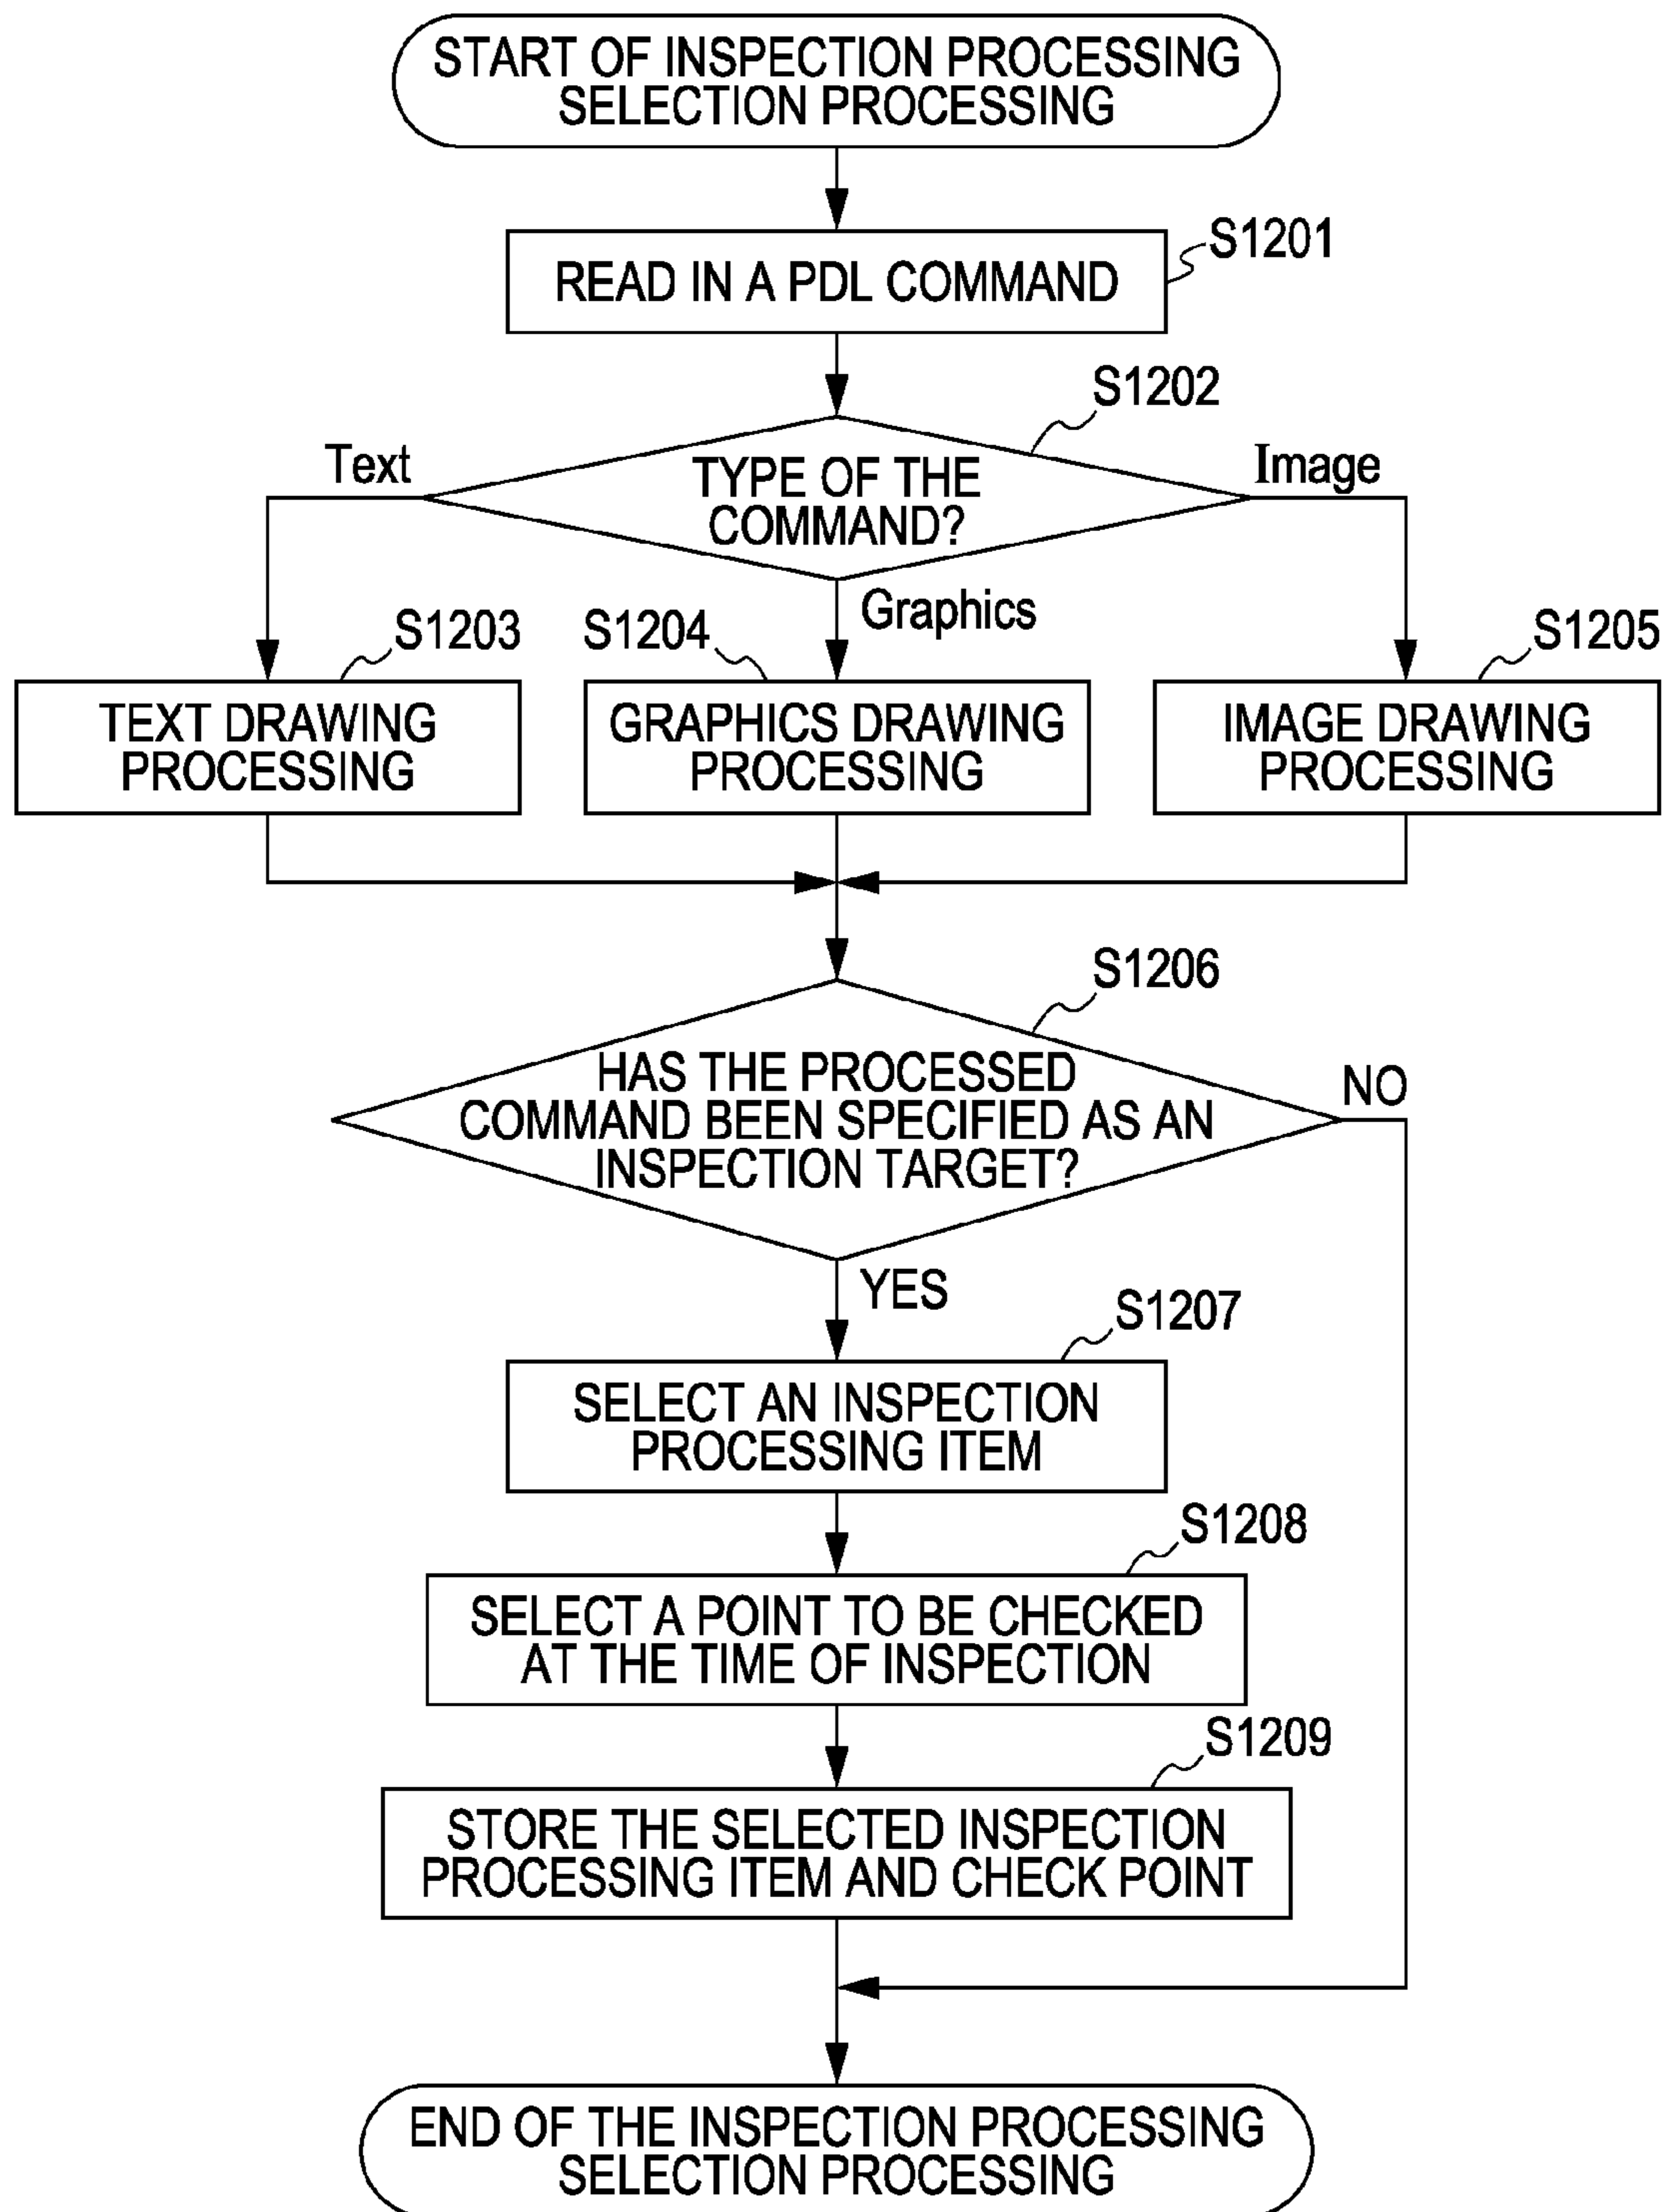 START OF INSPECTION PROCESSING
SELECTION PROCESSING
S1201
READ IN A PDL COMMAND
S1202
Text
TYPE OF THE
COMMAND?
Image
Graphics
S1203
S1204
S1205
TEXT DRAWING
PROCESSING
GRAPHICS DRAWING
PROCESSING
IMAGE DRAWING
PROCESSING
S1206
HAS THE PROCESSED
COMMAND BEEN SPECIFIED AS AN
INSPECTION TARGET?
NO
YES
S1207
SELECT AN INSPECTION
PROCESSING ITEM
S1208
SELECT A POINT TO BE CHECKED
AT THE TIME OF INSPECTION
S1209
STORE THE SELECTED INSPECTION
PROCESSING ITEM AND CHECK POINT
END OF THE INSPECTION PROCESSING
SELECTION PROCESSING